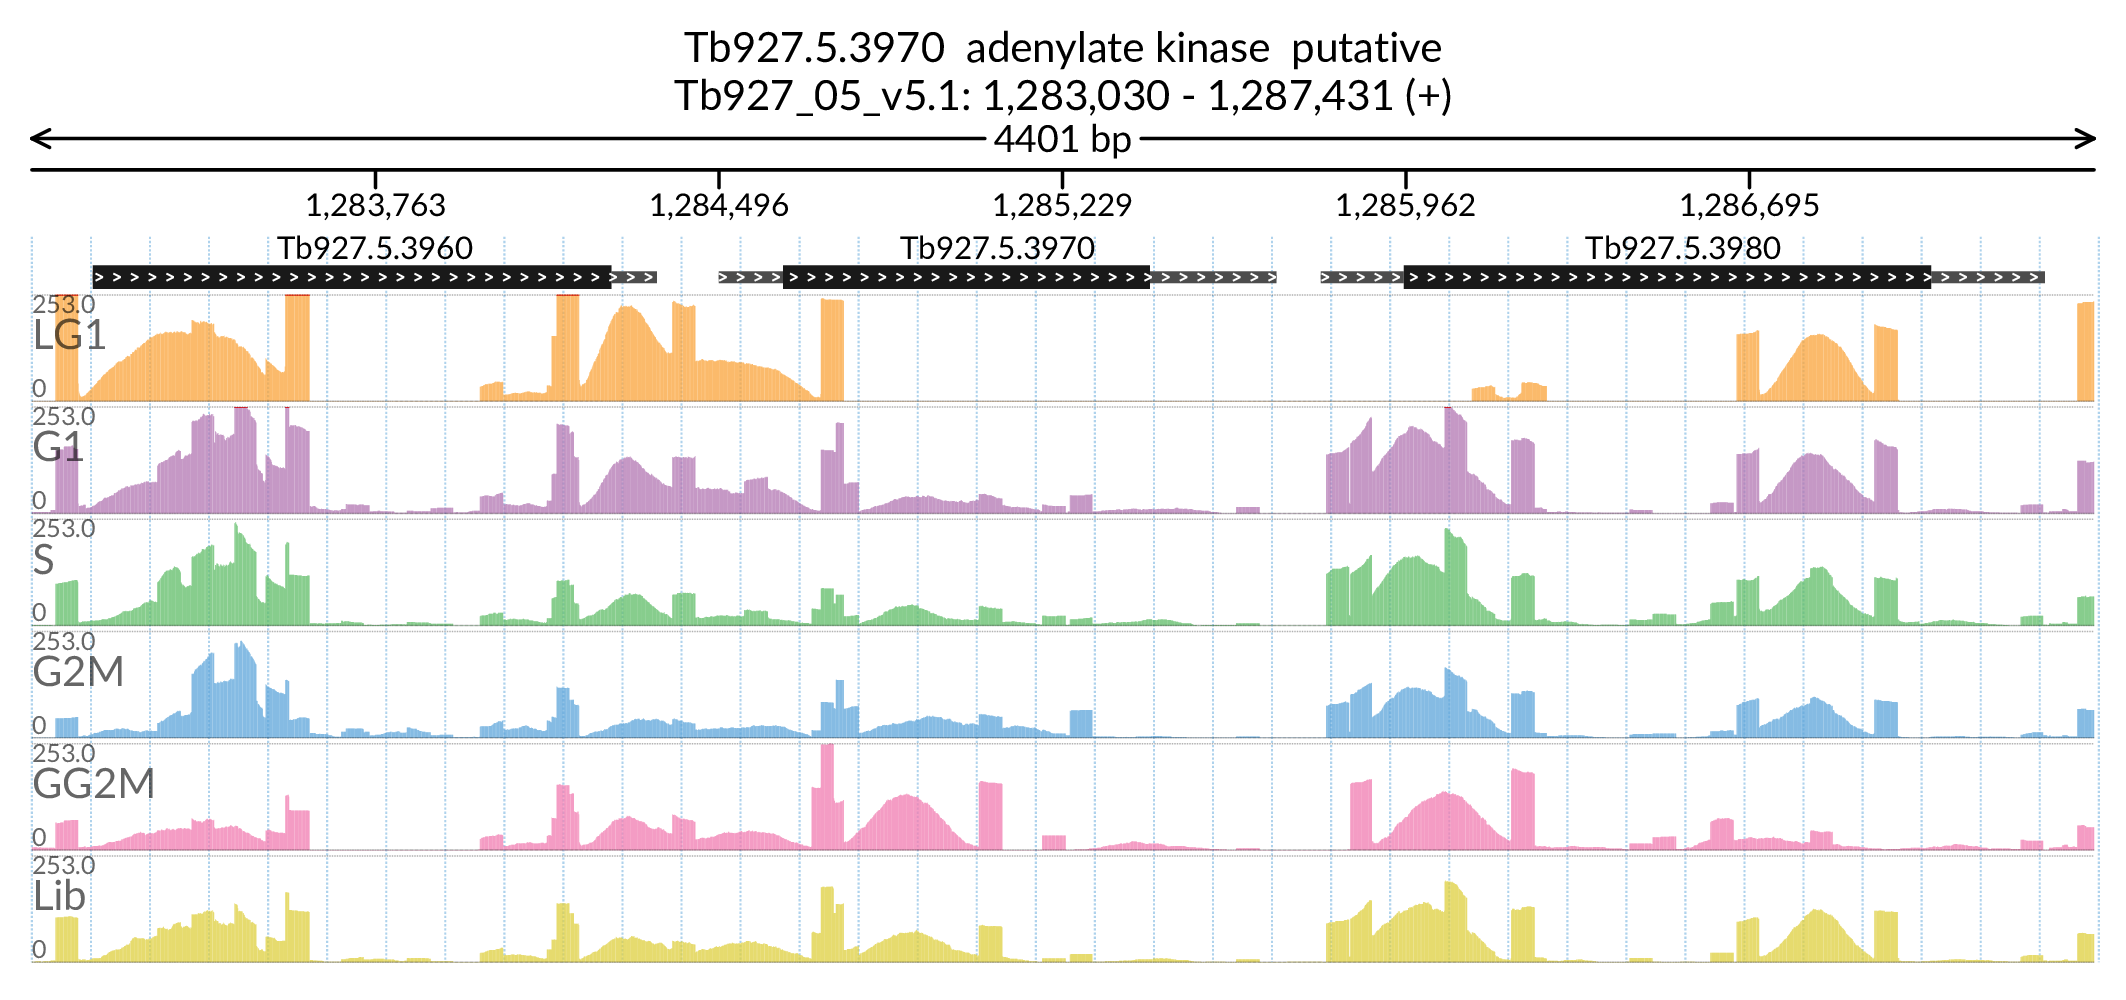 Tb927.5.3970  adenylate kinase  putative
Tb927_05_v5.1: 1,283,030 - 1,287,431 (+)
4401 bp
1,283,763 1,284,496 1,285,229 1,285,962 1,286,695
Tb927.5.3960 Tb927.5.3970 Tb927.5.3980
253.0
LG1
0
253.0
G1
0
253.0
S
0
253.0
G2M
0
253.0
GG2M
0
253.0
Lib
0